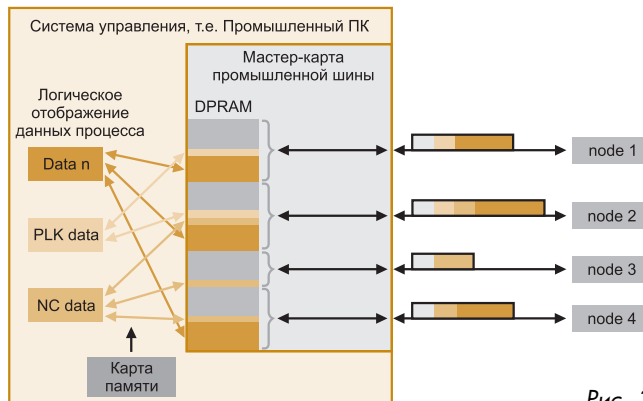 Система управления, т.е. Промышленный ПК
Мастер-карта
промышленной шины
Логическое
отображение
данных процесса
DPRAM
Data n
PLK data
NC data
Карта
памяти
node 1
node 2
node 3
node 4
Рис.